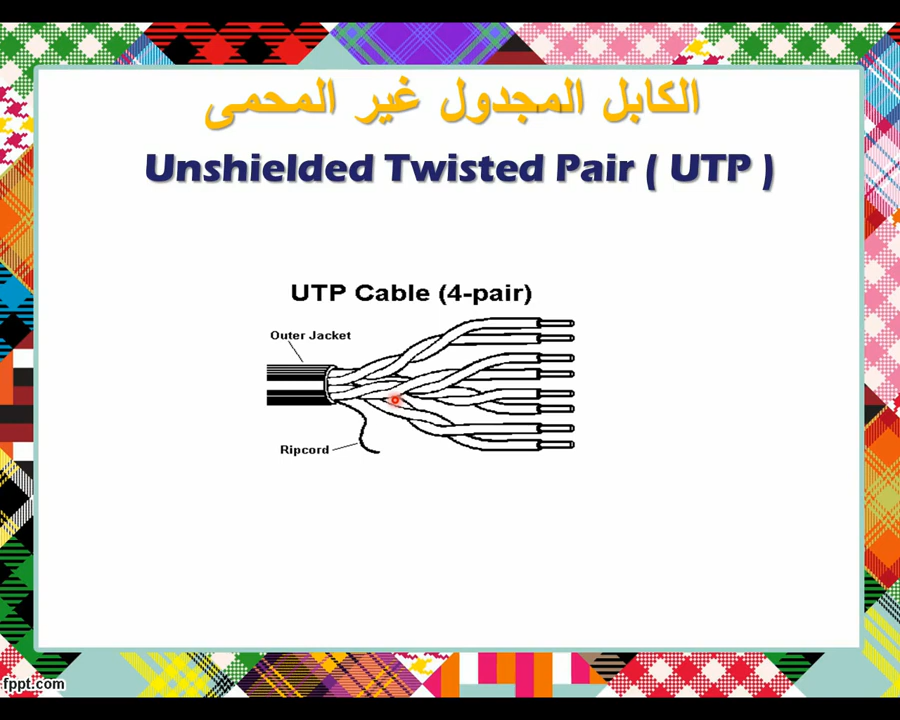 الكابل المجدول غير المحمى
Unshielded Twisted Pair ( UTP )
UTP Cable (4-pair)
Outer Jacket
Ripcord
fppt.com